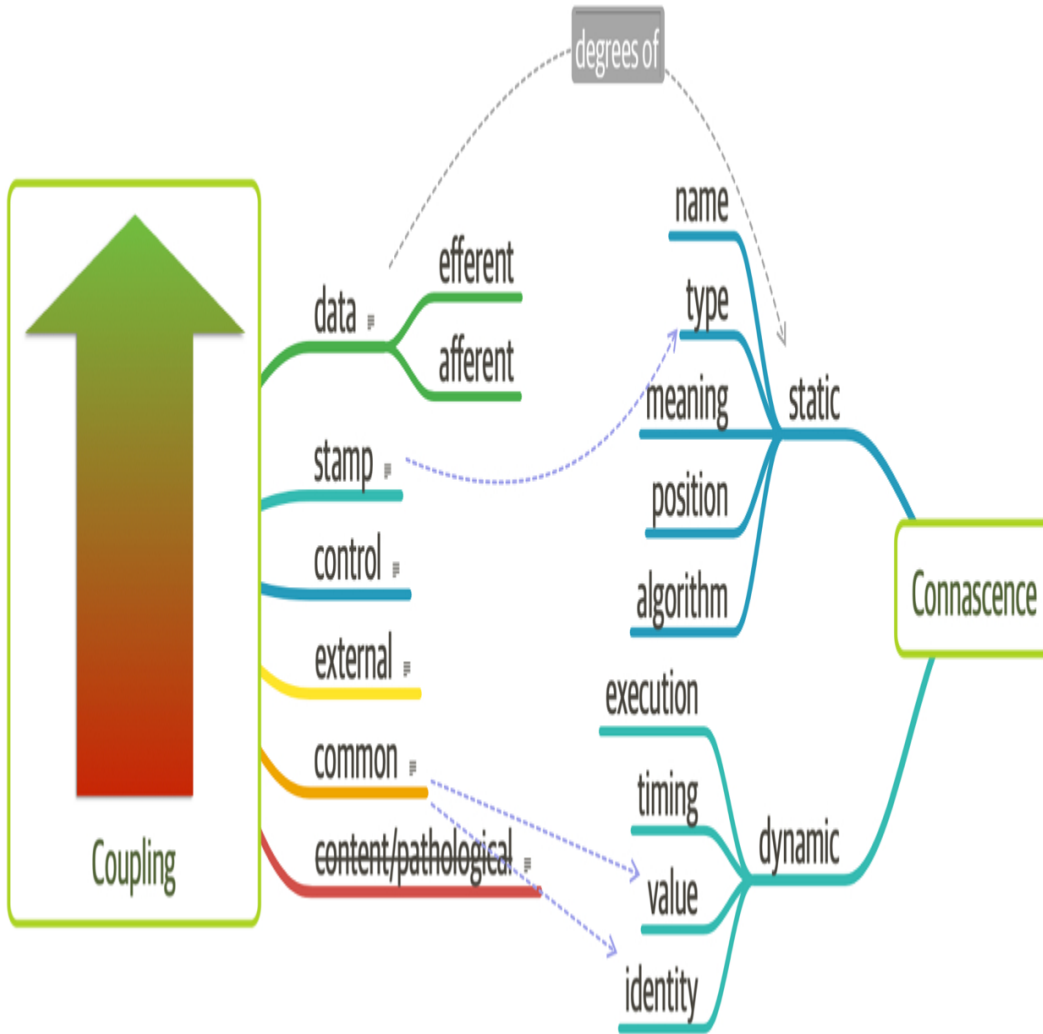 degrees of
name
efferent
data
type
afferent
meaning
static
stamp
position
control
algorithm
Connascence
external
execution
common
timing
dynamic
content/pathological
Coupling
value
identity